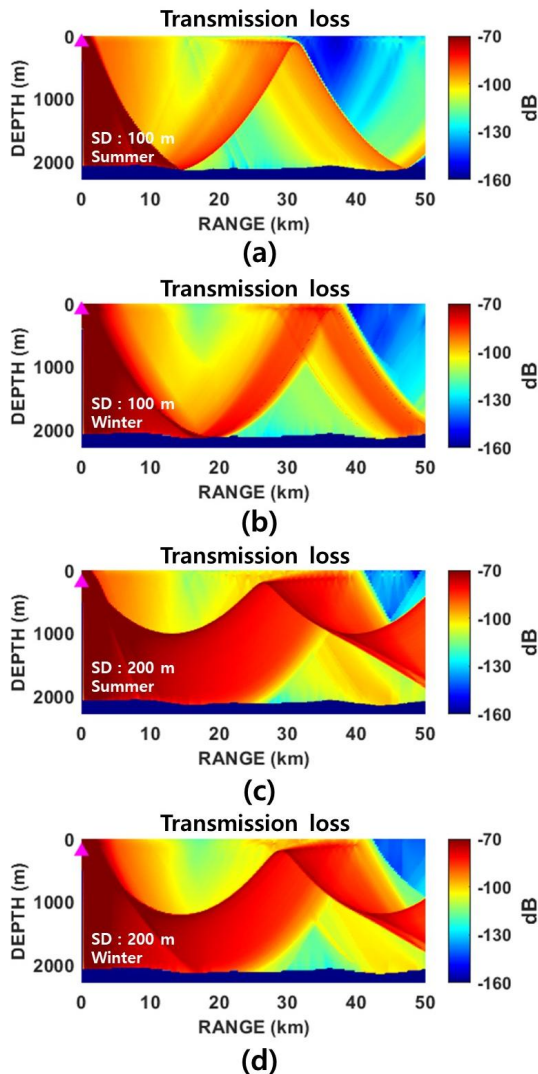 Transmission loss
0
1000
2000
DEPTH (m)
SD : 100 m
Summer
0 10 20 30 40 50
RANGE (km)
-70
-100
-130
-160
dB
(a)
Transmission loss
0
1000
2000
DEPTH (m)
SD : 100 m
Winter
0 10 20 30 40 50
RANGE (km)
-70
-100
-130
-160
dB
(b)
Transmission loss
0
1000
2000
DEPTH (m)
SD : 200 m
Summer
0 10 20 30 40 50
RANGE (km)
-70
-100
-130
-160
dB
(c)
Transmission loss
0
1000
2000
DEPTH (m)
SD : 200 m
Winter
0 10 20 30 40 50
RANGE (km)
-70
-100
-130
-160
dB
(d)